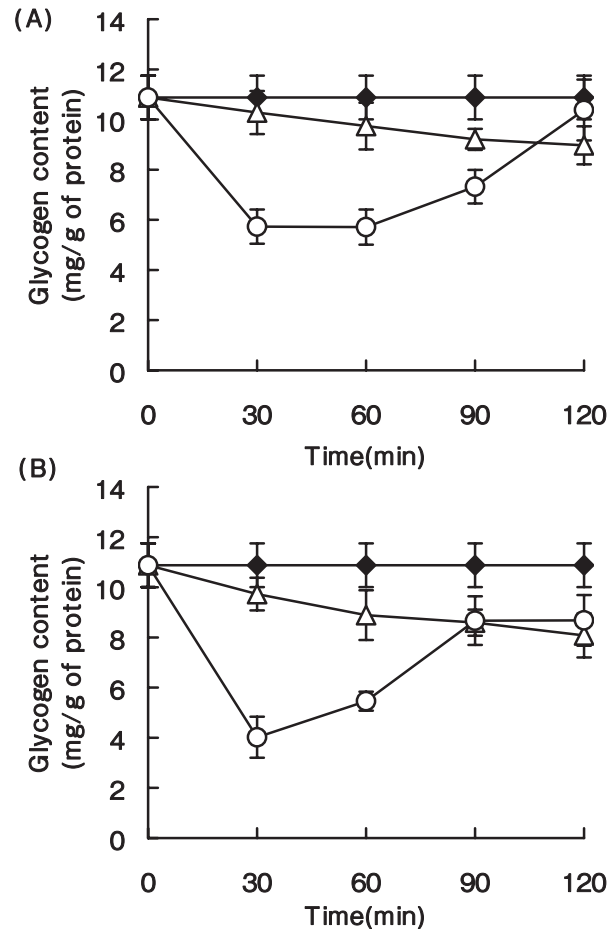 (A)
14
12
10
8
6
4
2
0
Glycogen content
(mg/g of protein)
0 30 60 90 120
Time(min)
(B)
14
12
10
8
6
4
2
0
Glycogen content
(mg/g of protein)
0 30 60 90 120
Time(min)